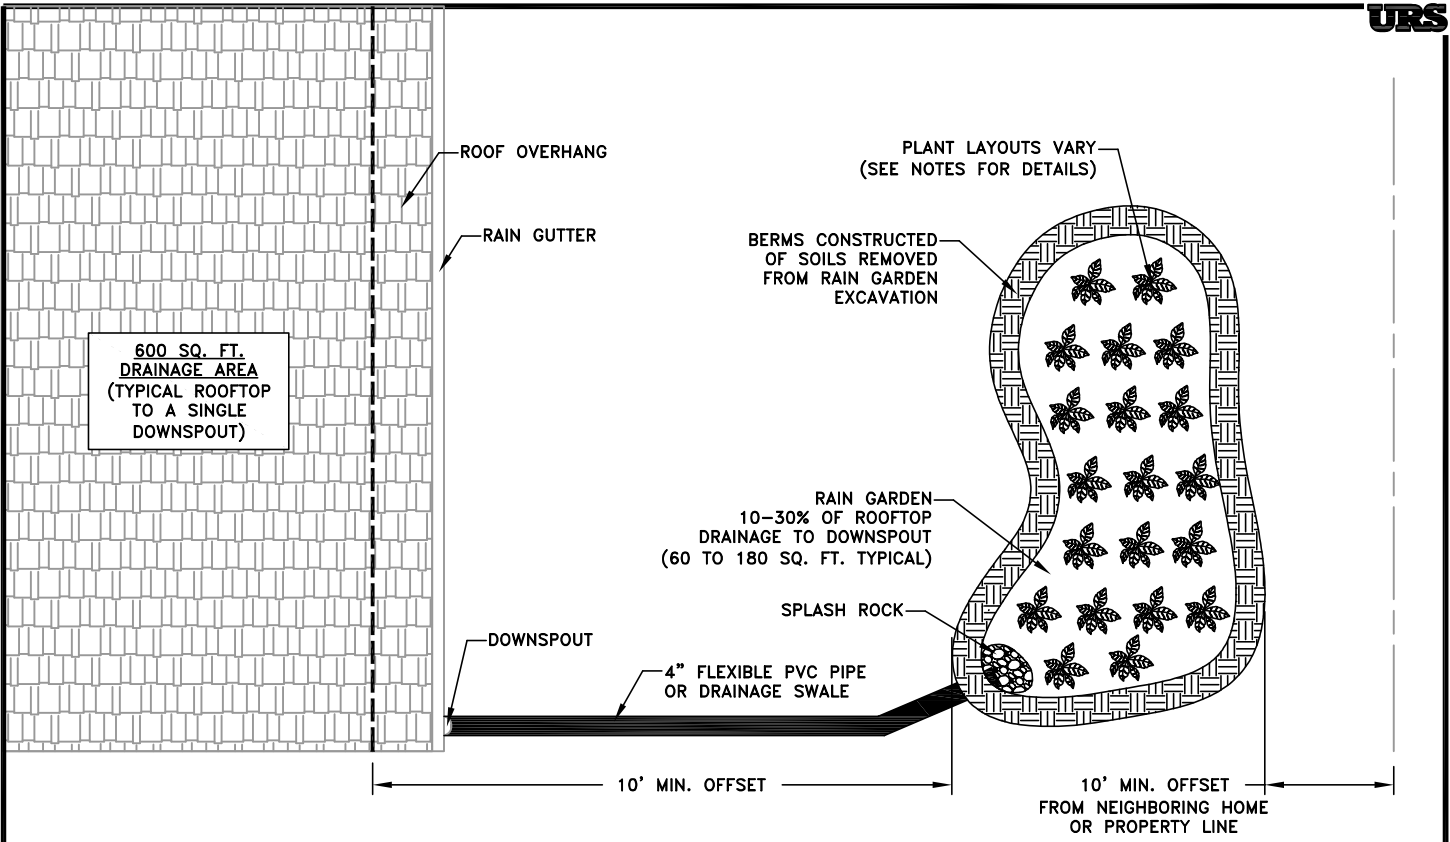 URS
ROOF OVERHANG
PLANT LAYOUTS VARY
(SEE NOTES FOR DETAILS)
RAIN GUTTER
BERMS CONSTRUCTED
OF SOILS REMOVED
FROM RAIN GARDEN
EXCAVATION
600 SQ. FT.
DRAINAGE AREA
(TYPICAL ROOFTOP
TO A SINGLE
DOWNSPOUT)
RAIN GARDEN
10-30% OF ROOFTOP
DRAINAGE TO DOWNSPOUT
(60 TO 180 SQ. FT. TYPICAL)
SPLASH ROCK
DOWNSPOUT
4" FLEXIBLE PVC PIPE
OR DRAINAGE SWALE
10' MIN. OFFSET
10' MIN. OFFSET
FROM NEIGHBORING HOME
OR PROPERTY LINE